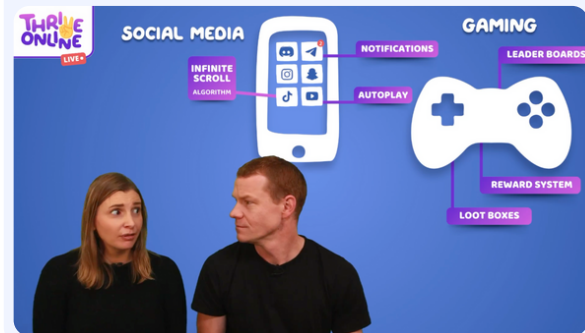 THRIVE
ONLINE
LIVE
SOCIAL MEDIA
GAMING
NOTIFICATIONS
LEADER BOARDS
INFINITE
SCROLL
ALGORITHM
AUTOPLAY
REWARD SYSTEM
LOOT BOXES